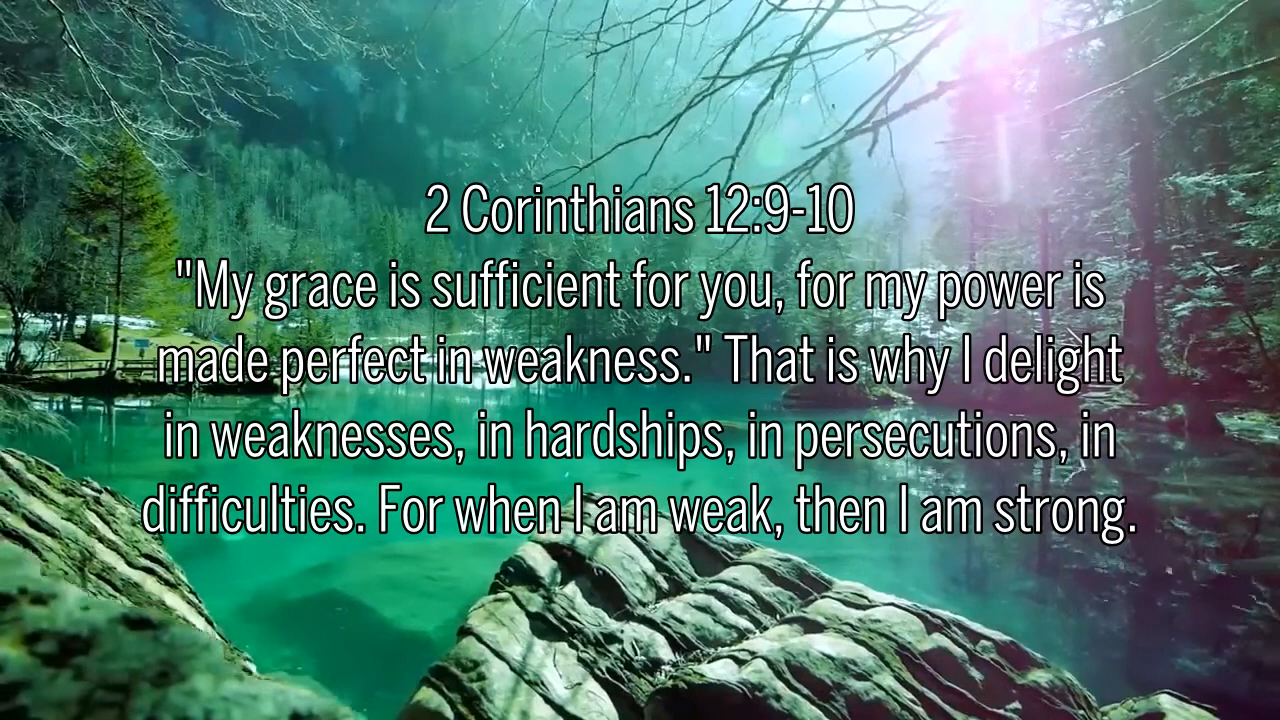 2 Corinthians 12:9-10
"My grace is sufficient for you, for my power is
made perfect in weakness." That is why I delight
in weaknesses, in hardships, in persecutions, in
difficulties. For when I am weak, then I am strong.